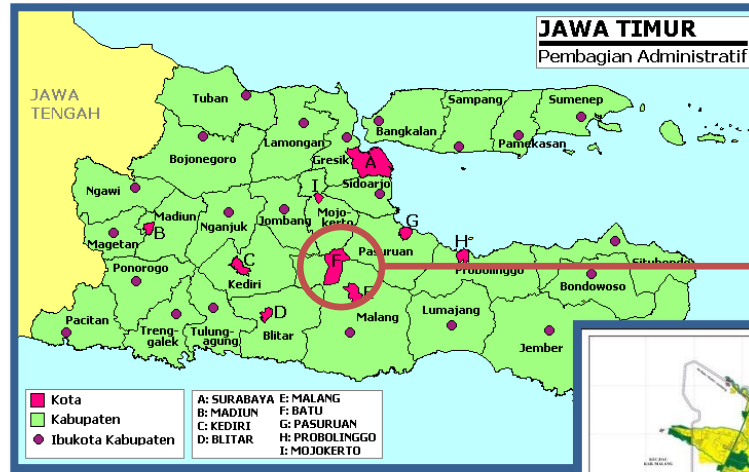 JAWA TIMUR
Pembagian Administratif
JAWA
TENGAH
Tuban
Sampang
Sumenep
Lamongan
Bangkalan
Pamekasan
Bojonegoro
Gresik
A
Sidoarjo
I
Ngawi
Madiun
Nganjuk
Jombang
Mojo-
kerto
G
B
Magetan
H
Pasuruan
C
F
Ponorogo
Kediri
Probolinggo
Situbondo
Bondowoso
E
Pacitan
Treng-
galek
Tulung-
agung
D
Blitar
Malang
Lumajang
Jember
Kota
Kabupaten
Ibukota Kabupaten
A: SURABAYA
B: MADIUN
C: KEDIRI
D: BLITAR
E: MALANG
F: BATU
G: PASURUAN
H: PROBOLINGGO
I: MOJOKERTO
KAB. MALANG